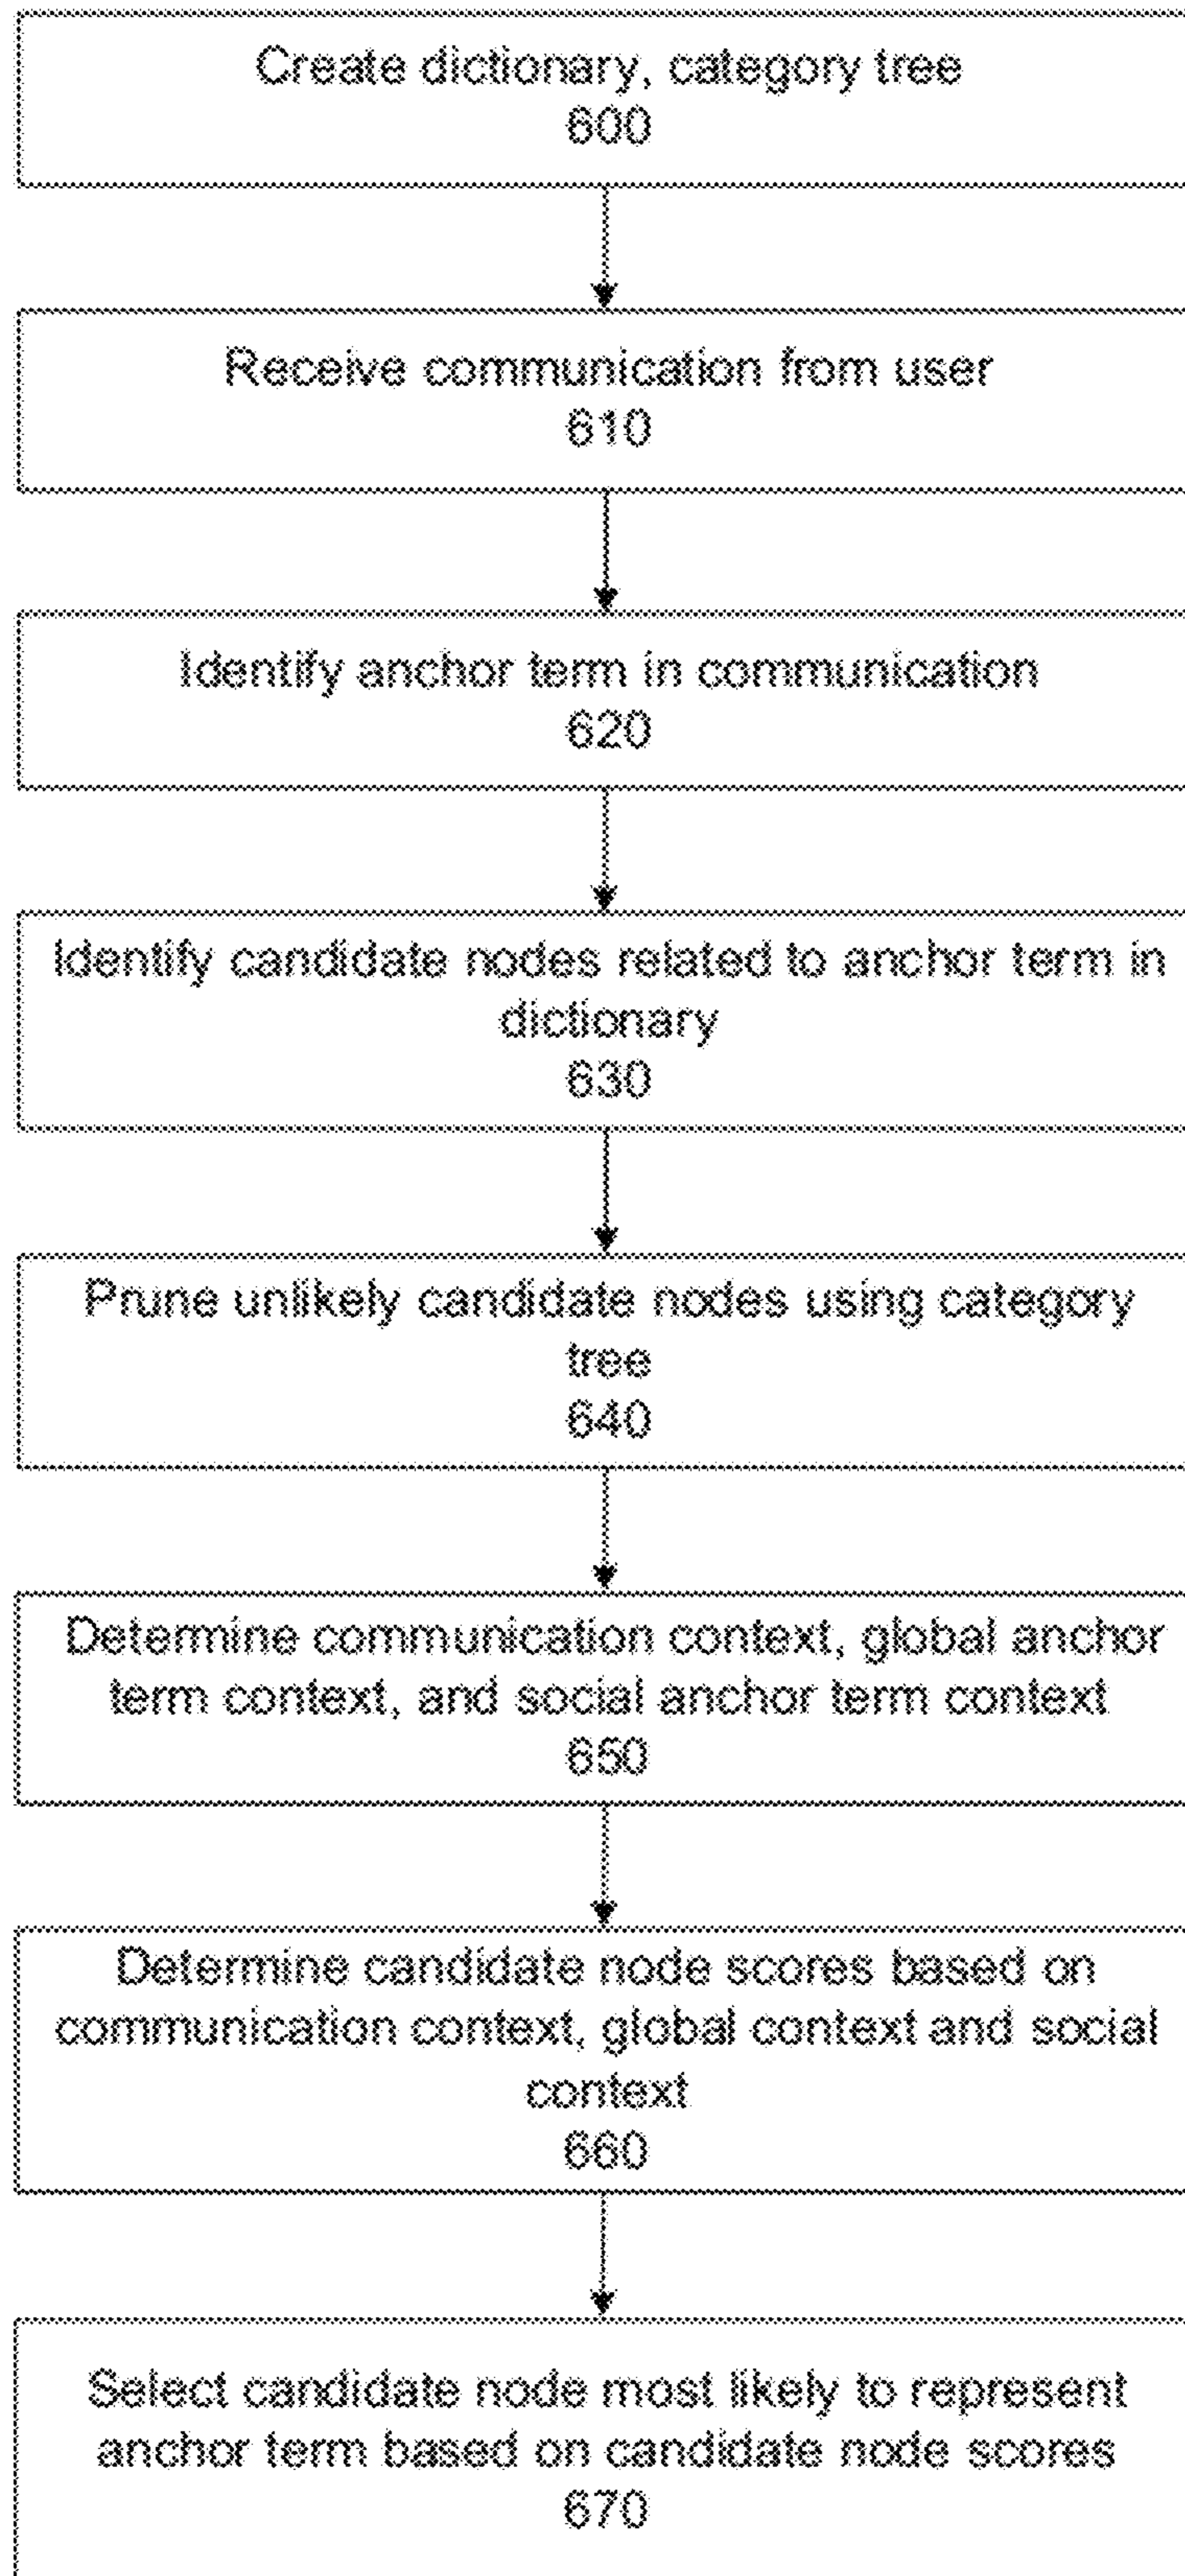 Create dictionary, category tree
600
Receive communication from user
610
Identify anchor term in communication
620
Identify candidate nodes related to anchor term in
dictionary
630
Prune unlikely candidate nodes using category
tree
640
Determine communication context, global anchor
term context, and social anchor term context
650
Determine candidate node scores based on
communication context, global context and social
context
660
Select candidate node most likely to represent
anchor term based on candidate node scores
670